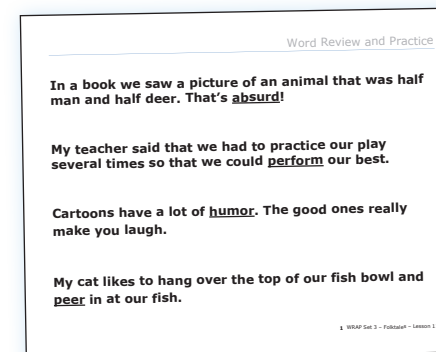 Word Review and Practice
In a book we saw a picture of an animal that was half
man and half deer. That's absurd!
My teacher said that we had to practice our play
several times so that we could perform our best.
Cartoons have a lot of humor. The good ones really
make you laugh.
My cat likes to hang over the top of our fish bowl and
peer in at our fish.
1 WRAP Set 3 – Folktales – Lesson 1